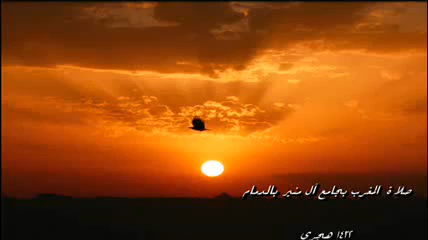 صلاة المغرب بجامع آل منير بالدمام
١٤٢٢ هجري